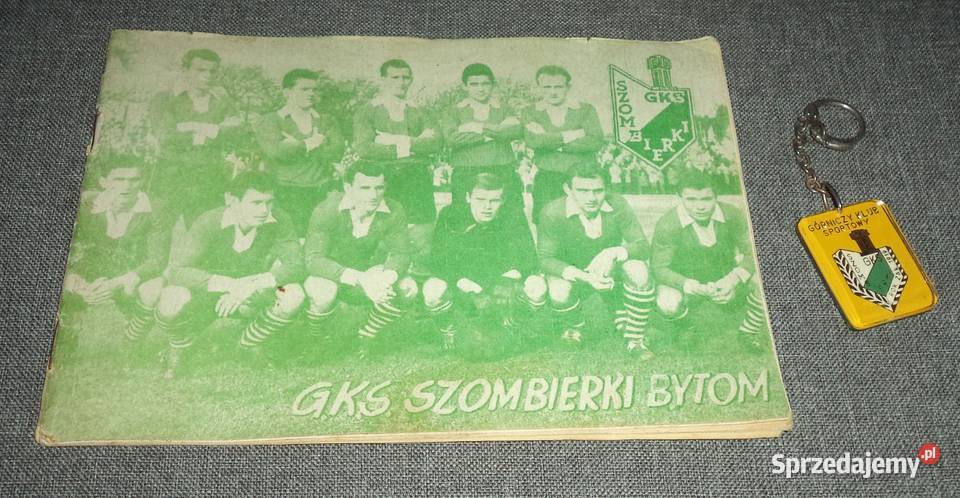 SZOMBIERKI
GKS
GKS SZOMBIERKI BYTOM
GÓRNICZY KLUB
SPORTOWY
Sprzedajemy.pl